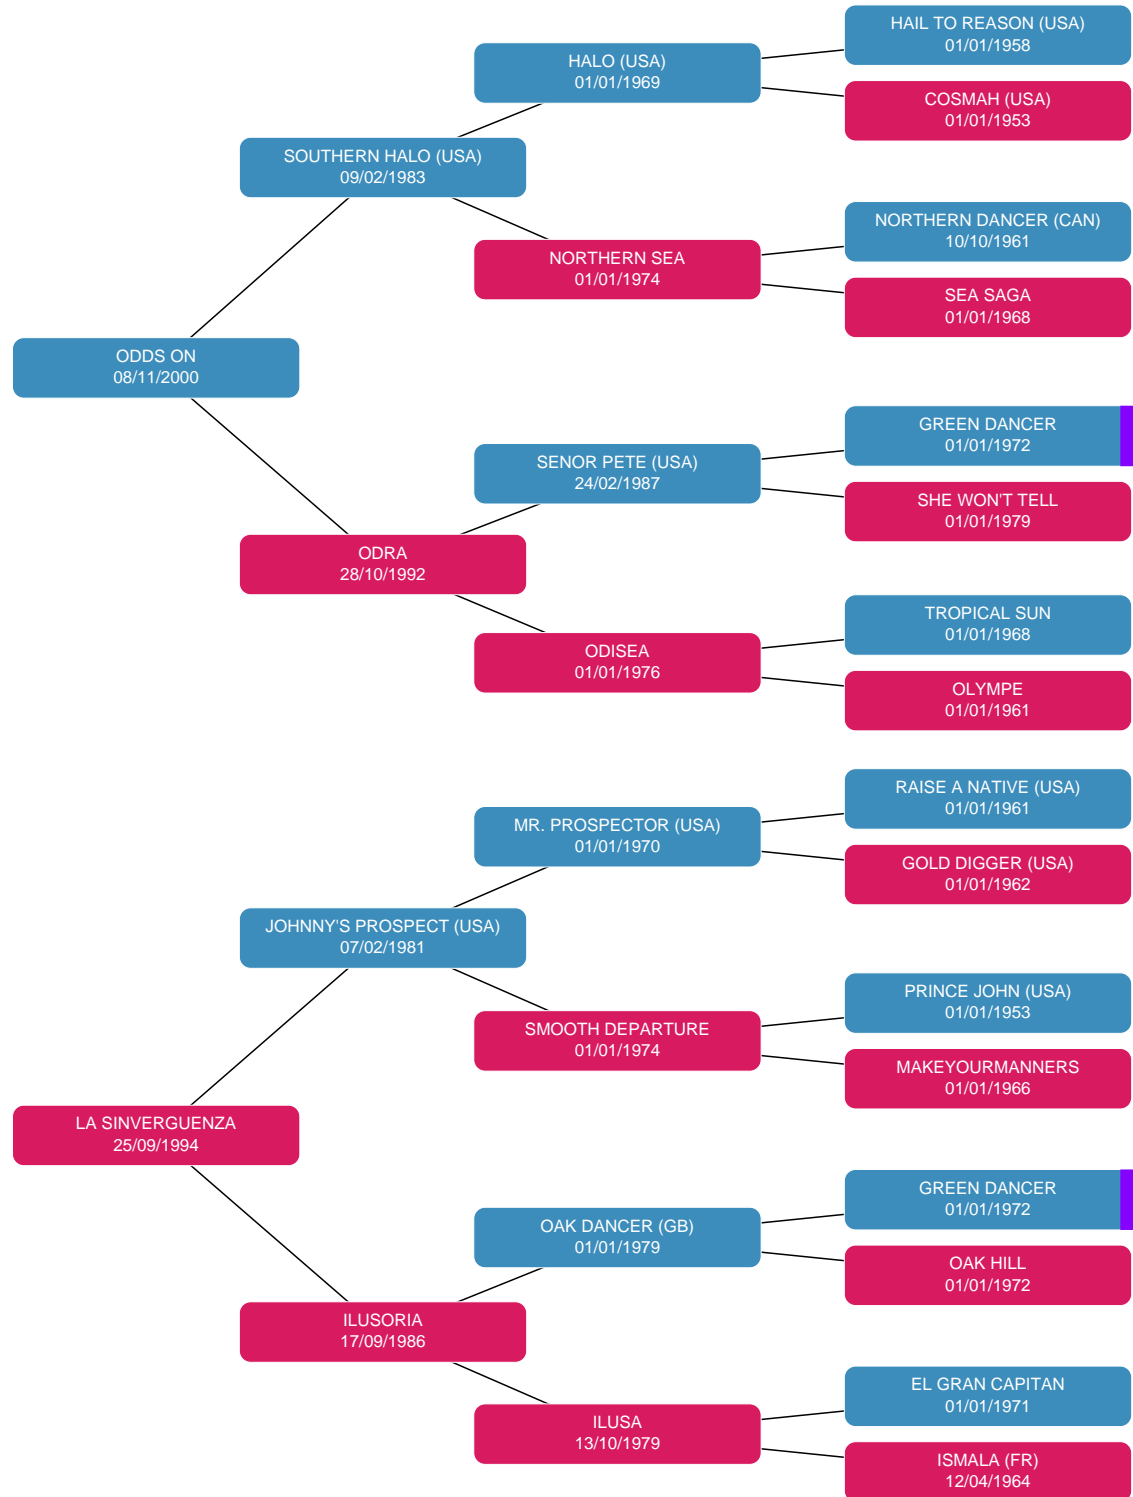 HAIL TO REASON (USA)
01/01/1958
HALO (USA)
01/01/1969
COSMAH (USA)
01/01/1953
SOUTHERN HALO (USA)
09/02/1983
NORTHERN DANCER (CAN)
10/10/1961
NORTHERN SEA
01/01/1974
SEA SAGA
01/01/1968
ODDS ON
08/11/2000
GREEN DANCER
01/01/1972
SENOR PETE (USA)
24/02/1987
SHE WON'T TELL
01/01/1979
ODRA
28/10/1992
TROPICAL SUN
01/01/1968
ODISEA
01/01/1976
OLYMPE
01/01/1961
RAISE A NATIVE (USA)
01/01/1961
MR. PROSPECTOR (USA)
01/01/1970
GOLD DIGGER (USA)
01/01/1962
JOHNNY'S PROSPECT (USA)
07/02/1981
PRINCE JOHN (USA)
01/01/1953
SMOOTH DEPARTURE
01/01/1974
MAKEYOURMANNERS
01/01/1966
LA SINVERGUENZA
25/09/1994
GREEN DANCER
01/01/1972
OAK DANCER (GB)
01/01/1979
OAK HILL
01/01/1972
ILUSORIA
17/09/1986
EL GRAN CAPITAN
01/01/1971
ILUSA
13/10/1979
ISMALA (FR)
12/04/1964